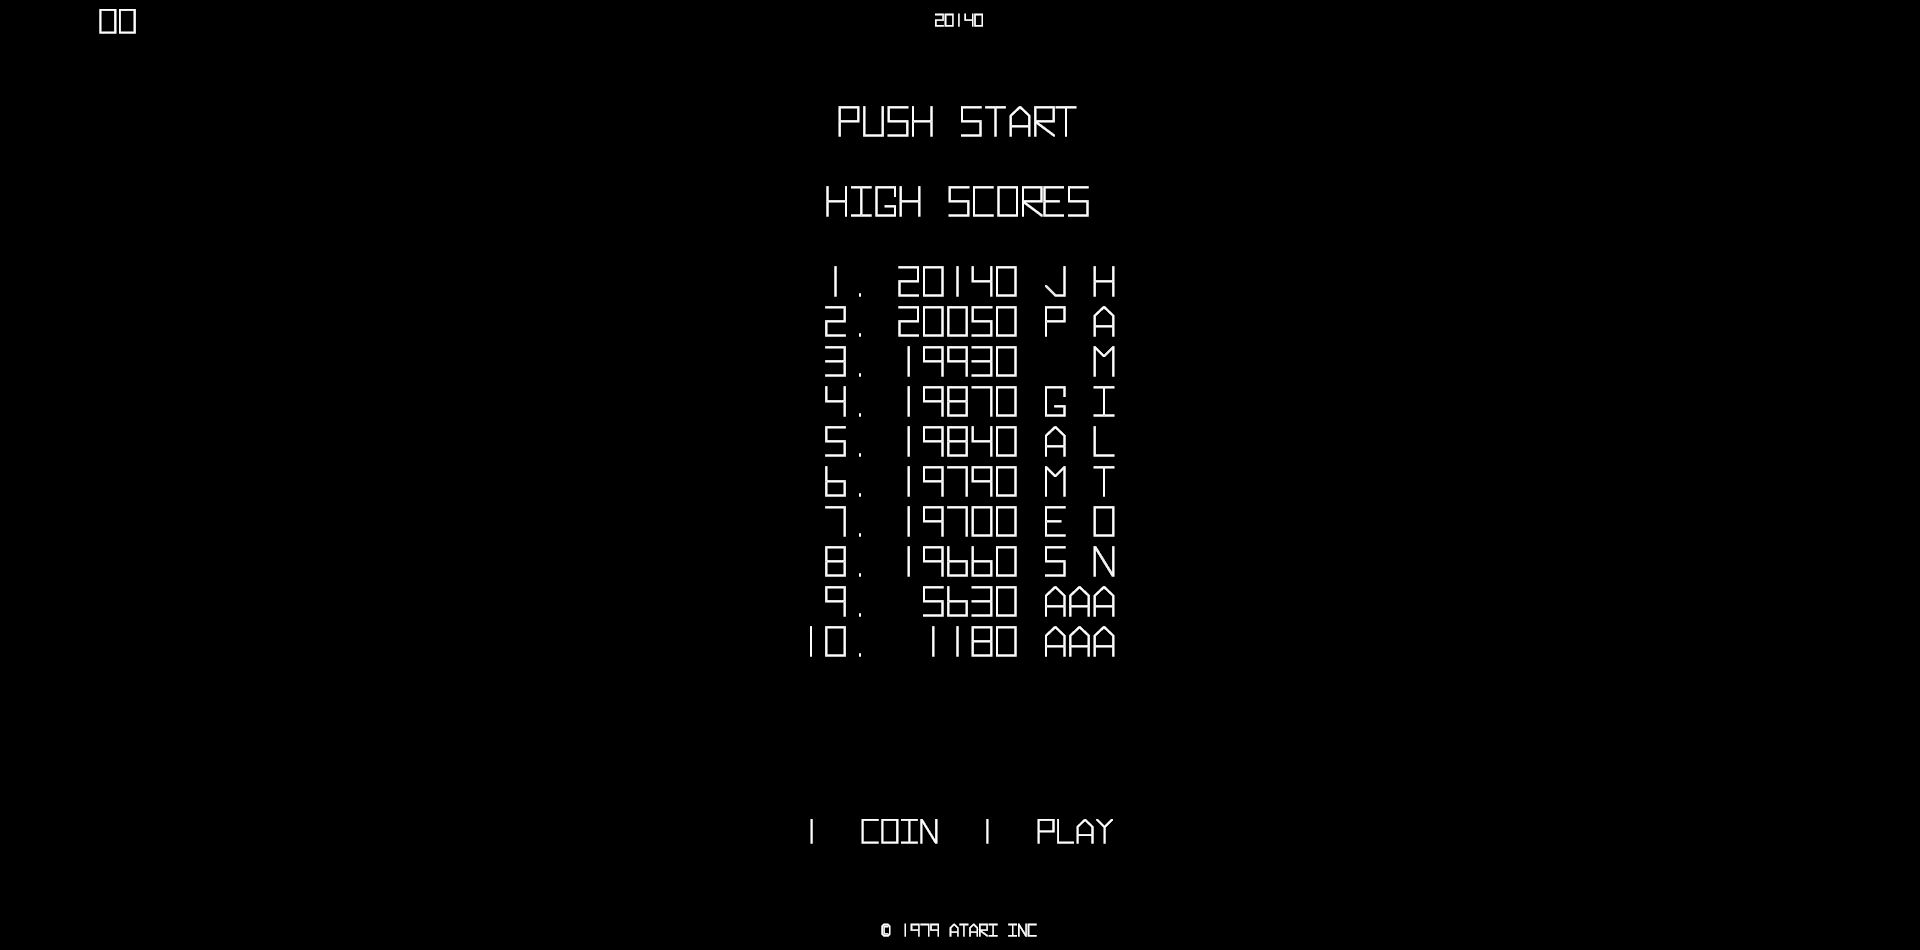 00 20140
PUSH START
HIGH SCORES
1. 20140 J H
2. 20050 P A
3. 19930   M
4. 19870 G I
5. 19840 A L
6. 19790 M T
7. 19700 E O
8. 19660 S N
9. 5630 AAA
10. 1180 AAA
1 COIN 1 PLAY
© 1979 ATARI INC